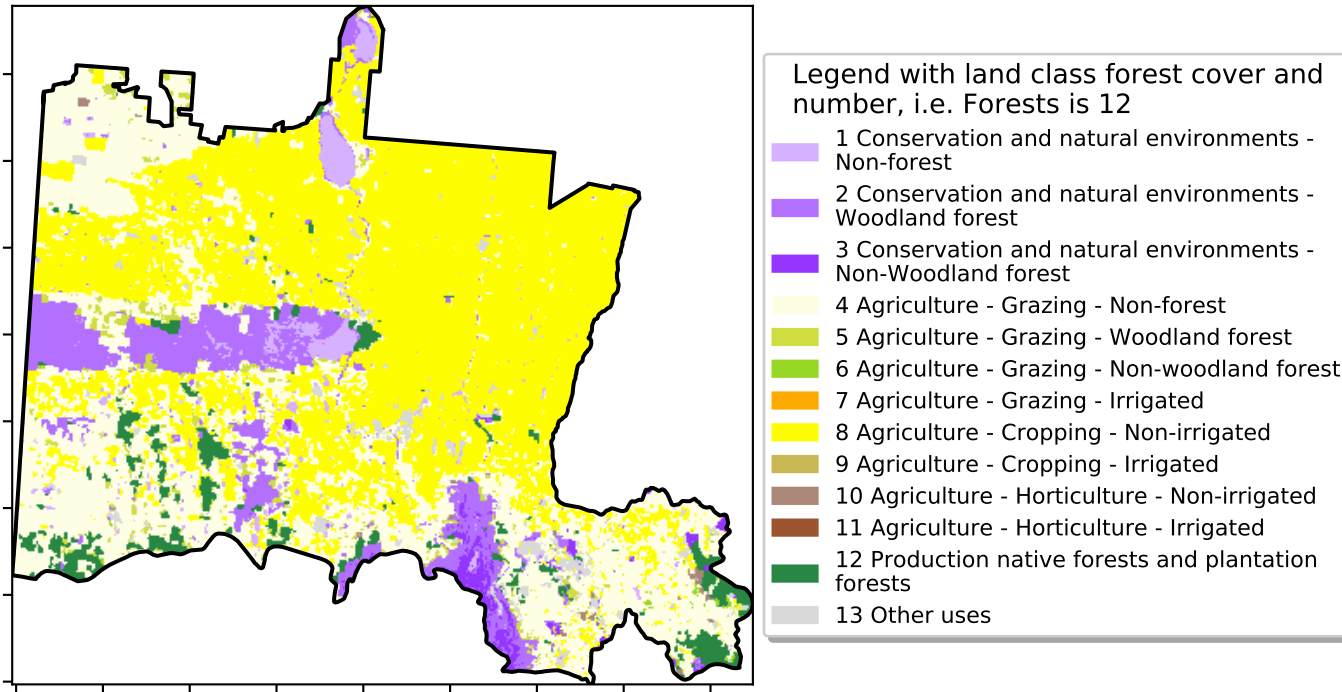 Legend with land class forest cover and
number, i.e. Forests is 12
1 Conservation and natural environments -
Non-forest
2 Conservation and natural environments -
Woodland forest
3 Conservation and natural environments -
Non-Woodland forest
4 Agriculture - Grazing - Non-forest
5 Agriculture - Grazing - Woodland forest
6 Agriculture - Grazing - Non-woodland forest
7 Agriculture - Grazing - Irrigated
8 Agriculture - Cropping - Non-irrigated
9 Agriculture - Cropping - Irrigated
10 Agriculture - Horticulture - Non-irrigated
11 Agriculture - Horticulture - Irrigated
12 Production native forests and plantation
forests
13 Other uses